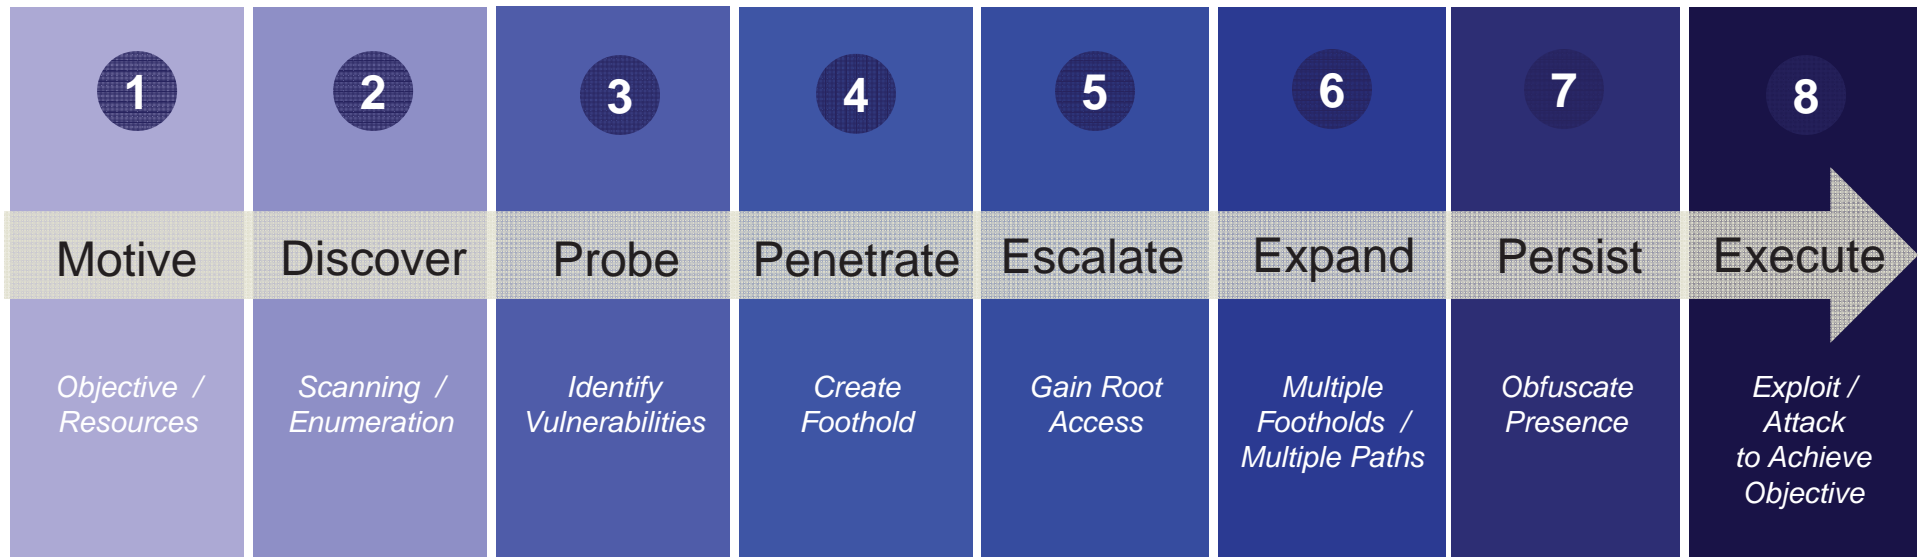 1
Motive
Objective /
Resources
2
Discover
Scanning /
Enumeration
3
Probe
Identify
Vulnerabilities
4
Penetrate
Create
Foothold
5
Escalate
Gain Root
Access
6
Expand
Multiple
Footholds /
Multiple Paths
7
Persist
Obfuscate
Presence
8
Execute
Exploit /
Attack
to Achieve
Objective